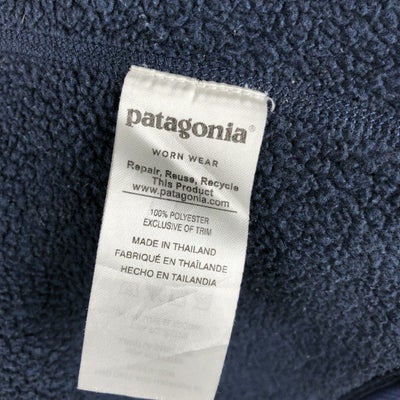 patagonia®
WORN WEAR
Repair, Reuse, Recycle
This Product
www.patagonia.com
100% POLYESTER
EXCLUSIVE OF TRIM
MADE IN THAILAND
FABRIQUÉ EN THAÏLANDE
HECHO EN TAILANDIA